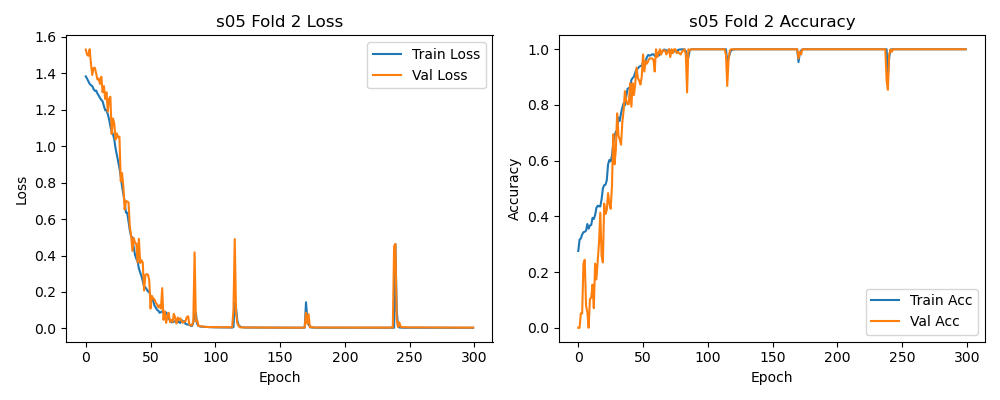 s05 Fold 2 Loss
Loss
1.6
1.4
1.2
1.0
0.8
0.6
0.4
0.2
0.0
Train Loss
Val Loss
0 50 100 150 200 250 300
Epoch
s05 Fold 2 Accuracy
Accuracy
1.0
0.8
0.6
0.4
0.2
0.0
Train Acc
Val Acc
0 50 100 150 200 250 300
Epoch